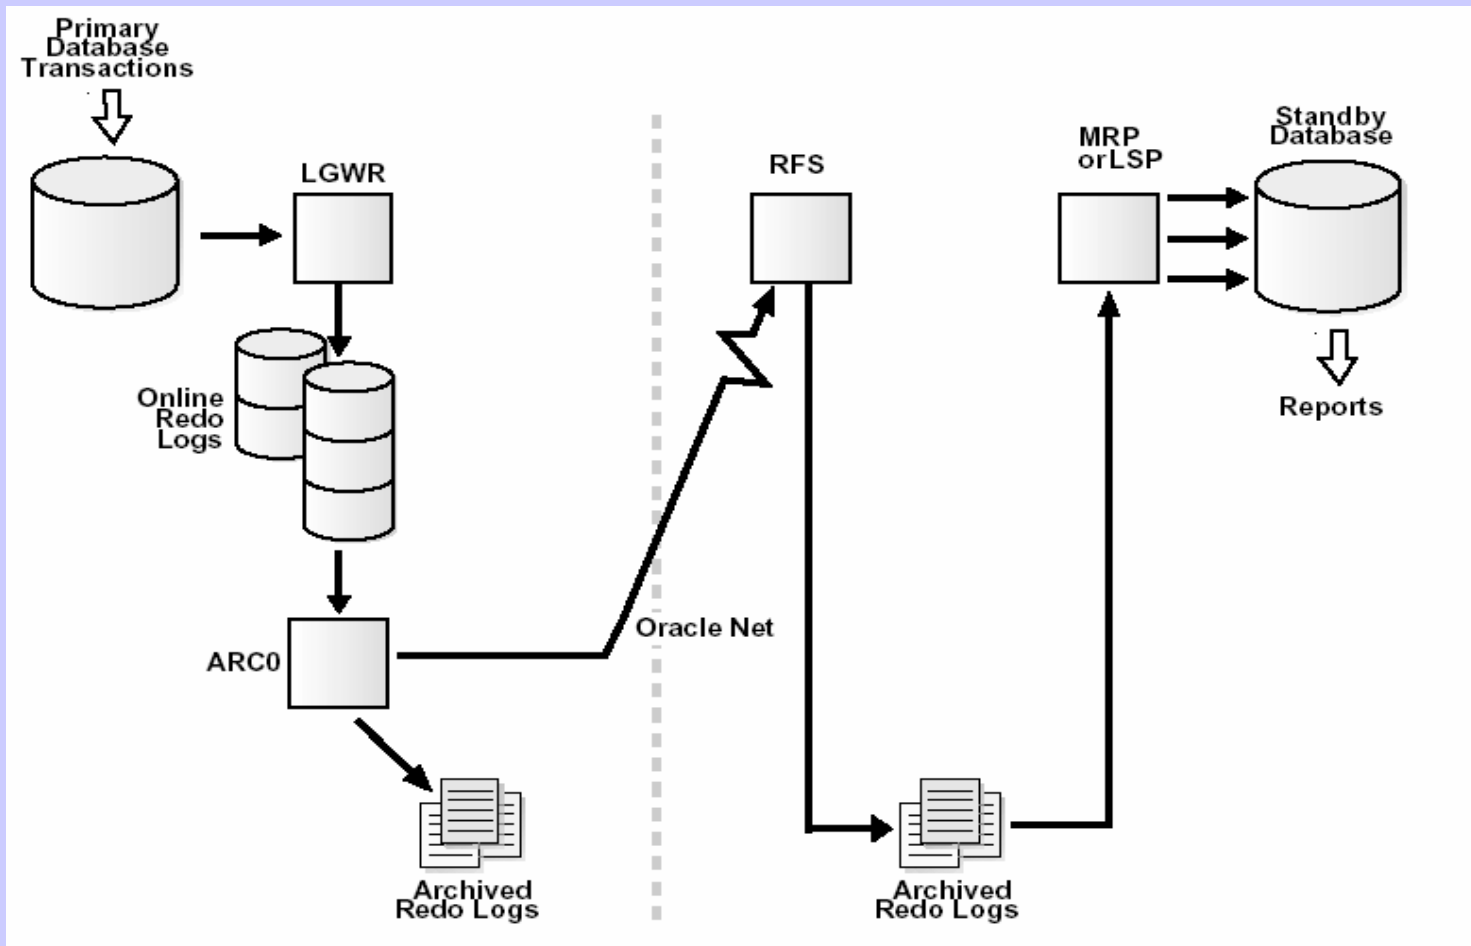 Primary
Database
Transactions
LGWR
Online
Redo
Logs
ARC0
Archived
Redo Logs
Oracle Net
RFS
Archived
Redo Logs
MRP
orLSP
Standby
Database
Reports